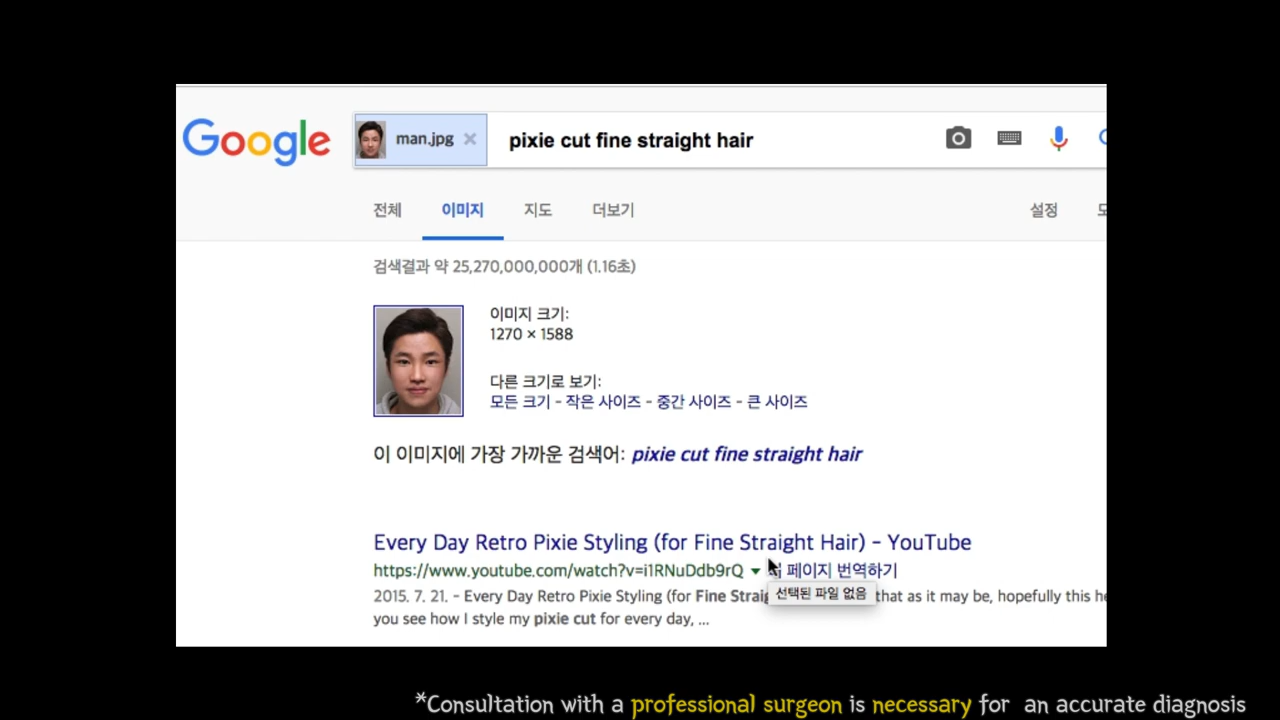 Google man.jpg × pixie cut fine straight hair
전체 이미지 지도 더보기 설정
검색결과 약 25,270,000,000개 (1.16초)
이미지 크기:
1270 × 1588
다른 크기로 보기:
모든 크기 - 작은 사이즈 - 중간 사이즈 - 큰 사이즈
이 이미지에 가장 가까운 검색어: pixie cut fine straight hair
Every Day Retro Pixie Styling (for Fine Straight Hair) - YouTube
https://www.youtube.com/watch?v=i1RNuDdb9rQ ▼ 페이지 번역하기
선택된 파일 없음
2015. 7. 21. - Every Day Retro Pixie Styling (for Fine that as it may be, hopefully this
you see how I style my pixie cut for every day, ...
*Consultation with a professional surgeon is necessary for an accurate diagnosis